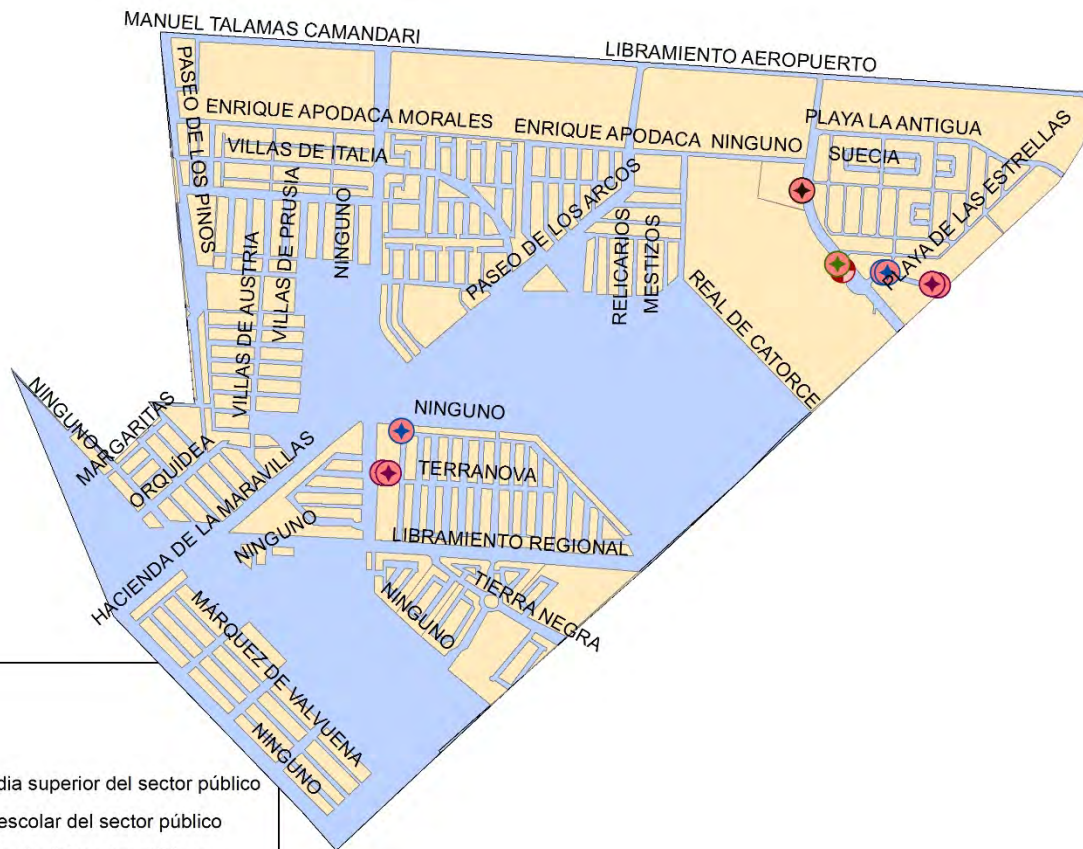 MANUEL TALAMAS CAMANDARI
LIBRAMIENTO AEROPUERTO
PASEO DE LOS PINOS
ENRIQUE APODACA MORALES
ENRIQUE APODACA
NINGUNO
PLAYA LA ANTIGUA
VILLAS DE ITALIA
SUECIA
PLAYA DE LAS ESTRELLAS
VILLAS DE PRUSIA
NINGUNO
PASEO DE LOS ARCOS
RELICARIOS
MESTIZOS
VILLAS DE AUSTRIA
REAL DE CATORCE
NINGUNO
MARGARITAS
ORQUÍDEA
NINGUNO
TERRANOVA
HACIENDA DE LA MARAVILLAS
NINGUNO
LIBRAMIENTO REGIONAL
TIERRA NEGRA
NINGUNO
MÁRQUEZ DE VALVUENA
NINGUNO
dia superior del sector público
escolar del sector público